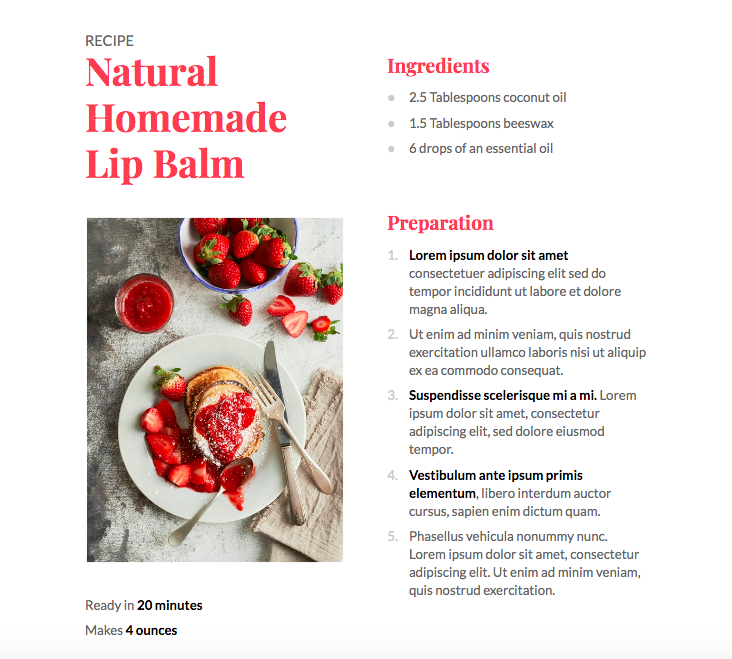 RECIPE
Natural
Homemade
Lip Balm
Ready in 20 minutes
Makes 4 ounces
Ingredients
2.5 Tablespoons coconut oil
1.5 Tablespoons beeswax
6 drops of an essential oil
Preparation
1. Lorem ipsum dolor sit amet
consectetuer adipiscing elit sed do
tempor incididunt ut labore et dolore
magna aliqua.
2. Ut enim ad minim veniam, quis nostrud
exercitation ullamco laboris nisi ut aliquip
ex ea commodo consequat.
3. Suspendisse scelerisque mi a mi. Lorem
ipsum dolor sit amet, consectetur
adipiscing elit, sed dolore eiusmod
tempor.
4. Vestibulum ante ipsum primis
elementum, libero interdum auctor
cursus, sapien enim dictum quam.
5. Phasellus vehicula nonummy nunc.
Lorem ipsum dolor sit amet, consectetur
adipiscing elit. Ut enim ad minim veniam,
quis nostrud exercitation.